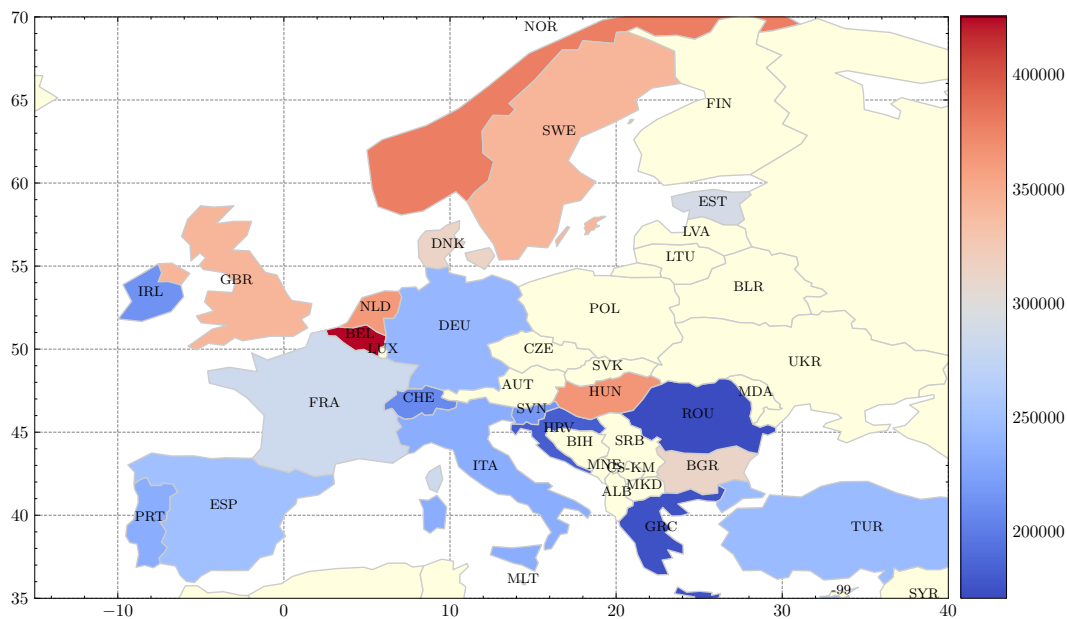 70
NOR
400000
65
FIN
SWE
60
350000
EST
LVA
DNK
LTU
55
GBR
IRL
BLR
300000
NLD
POL
DEU
BEL
LUX
CZE
50
UKR
SVK
AUT
HUN
MDA
CHE
FRA
SVN
ROU
250000
HRV
45
BIH
SRB
ITA
MNE
CS-KM
BGR
MKD
ALB
ESP
PRT
40
GRC
TUR
200000
MLT
-99
SYR
35
−10
0
10
20
30
40